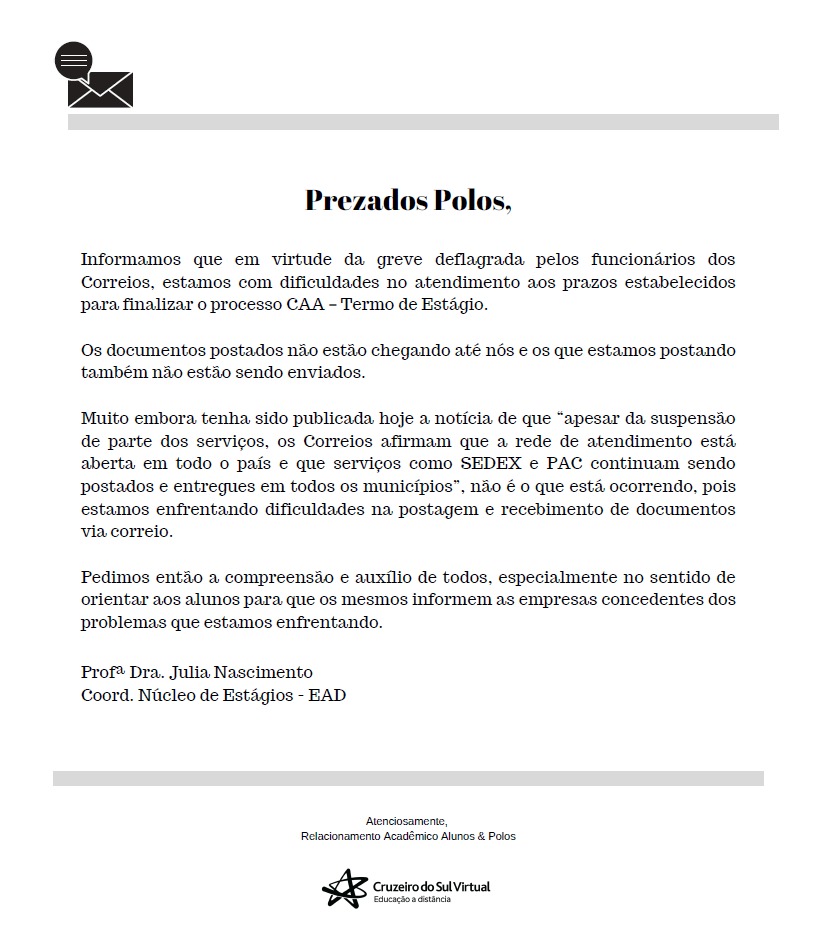 Prezados Polos,
Informamos que em virtude da greve deflagrada pelos funcionários dos
Correios, estamos com dificuldades no atendimento aos prazos estabelecidos
para finalizar o processo CAA – Termo de Estágio.
Os documentos postados não estão chegando até nós e os que estamos postando
também não estão sendo enviados.
Muito embora tenha sido publicada hoje a notícia de que “apesar da suspensão
de parte dos serviços, os Correios afirmam que a rede de atendimento está
aberta em todo o país e que serviços como SEDEX e PAC continuam sendo
postados e entregues em todos os municípios”, não é o que está ocorrendo, pois
estamos enfrentando dificuldades na postagem e recebimento de documentos
via correio.
Pedimos então a compreensão e auxílio de todos, especialmente no sentido de
orientar aos alunos para que os mesmos informem as empresas concedentes dos
problemas que estamos enfrentando.
Profª Dra. Julia Nascimento
Coord. Núcleo de Estágios - EAD
Atenciosamente,
Relacionamento Acadêmico Alunos & Polos
Cruzeiro do Sul Virtual
Educação a distância